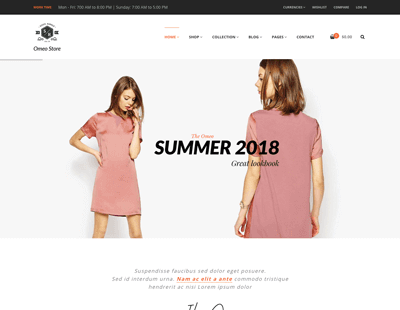 WORK TIME Mon - Fri: 7:00 AM to 8:00 PM | Sunday: 7:00 AM to 5:00 PM
CURRENCIES WISHLIST COMPARE LOG IN
HOME SHOP COLLECTION BLOG PAGES CONTACT $0.00
Omeo Store
The Omeo
SUMMER 2018
Great lookbook
Suspendisse faucibus sed dolor eget posuere.
Sed id interdum urna. Nam ac elit a ante commodo tristique
hendrerit ac nisi Lorem ipsum dolor